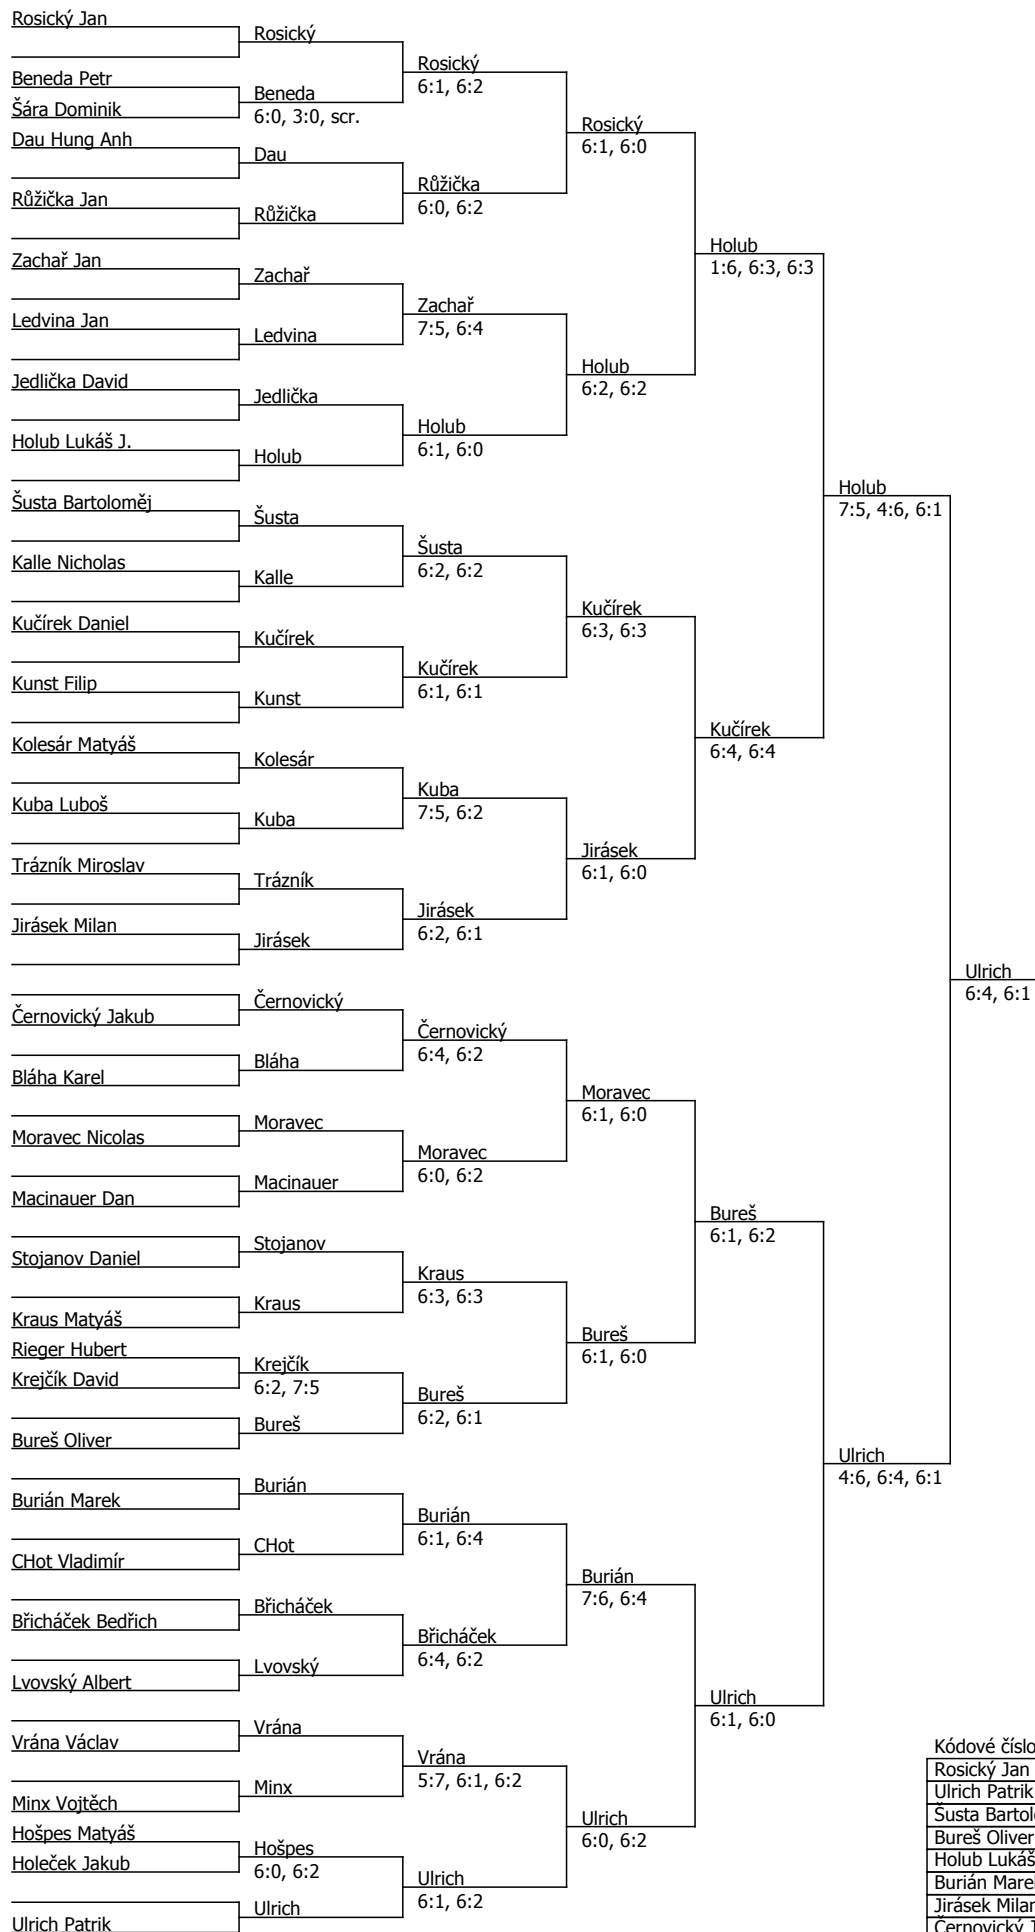 Rosický Jan
Rosický
Rosický
6:1, 6:2
Beneda Petr
Beneda
Šára Dominik
6:0, 3:0, scr.
Rosický
6:1, 6:0
Dau Hung Anh
Dau
Růžička
6:0, 6:2
Růžička Jan
Růžička
Holub
1:6, 6:3, 6:3
Zachař Jan
Zachař
Zachař
7:5, 6:4
Ledvina Jan
Ledvina
Holub
6:2, 6:2
Jedlička David
Jedlička
Holub
6:1, 6:0
Holub Lukáš J.
Holub
Holub
7:5, 4:6, 6:1
Šusta Bartoloměj
Šusta
Šusta
6:2, 6:2
Kalle Nicholas
Kalle
Kučírek
6:3, 6:3
Kučírek Daniel
Kučírek
Kučírek
6:1, 6:1
Kunst Filip
Kunst
Kučírek
6:4, 6:4
Kolesár Matyáš
Kolesár
Kuba
7:5, 6:2
Kuba Luboš
Kuba
Jirásek
6:1, 6:0
Trázník Miroslav
Trázník
Jirásek
6:2, 6:1
Jirásek Milan
Jirásek
Ulrich
6:4, 6:1
Černovický
Černovický Jakub
Černovický
6:4, 6:2
Bláha
Bláha Karel
Moravec
6:1, 6:0
Moravec
Moravec Nicolas
Moravec
6:0, 6:2
Macinauer
Macinauer Dan
Bureš
6:1, 6:2
Stojanov
Stojanov Daniel
Kraus
6:3, 6:3
Kraus
Kraus Matyáš
Bureš
6:1, 6:0
Rieger Hubert
Krejčík
Krejčík David
6:2, 7:5
Bureš
6:2, 6:1
Bureš
Bureš Oliver
Ulrich
4:6, 6:4, 6:1
Burián
Burián Marek
Burián
6:1, 6:4
CHot
CHot Vladimír
Burián
7:6, 6:4
Břicháček
Břicháček Bedřich
Břicháček
6:4, 6:2
Lvovský
Lvovský Albert
Ulrich
6:1, 6:0
Vrána
Vrána Václav
Vrána
5:7, 6:1, 6:2
Minx
Minx Vojtěch
Ulrich
6:0, 6:2
Hošpes Matyáš
Hošpes
Holeček Jakub
6:0, 6:2
Ulrich
6:1, 6:2
Ulrich
Ulrich Patrik
Kódové číslo
Rosický Jan
Ulrich Patrik
Šusta Bartol
Bureš Oliver
Holub Lukáš
Burián Marek
Jirásek Milan
Černovický